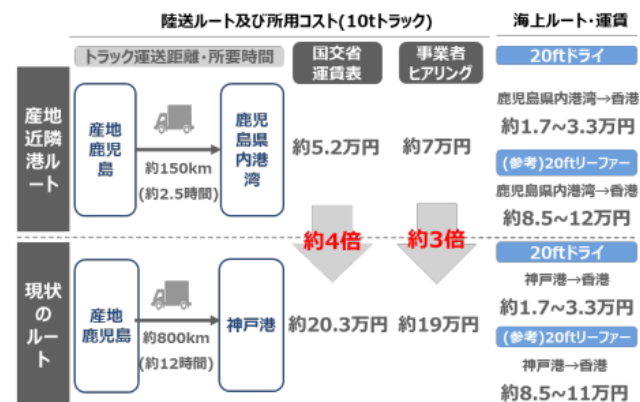 陸送ルート及び所用コスト(10tトラック)
海上ルート・運賃
トラック運送距離・所要時間
国交省
運賃表
事業者
ヒアリング
20ftドライ
産地
近隣
港ル
ート
産地
鹿児
島
約150km
(約2.5時間)
鹿児
島県
内港
湾
約5.2万円
約7万円
鹿児島県内港湾→香港
約1.7~3.3万円
(参考)20ftリーファー
鹿児島県内港湾→香港
約8.5~12万円
約4倍
約3倍
現状
の
ルー
ト
産地
鹿児島
約800km
(約12時間)
神戸港
約20.3万円
約19万円
20ftドライ
神戸港→香港
約1.7~3.3万円
(参考)20ftリーファー
神戸港→香港
約8.5~11万円